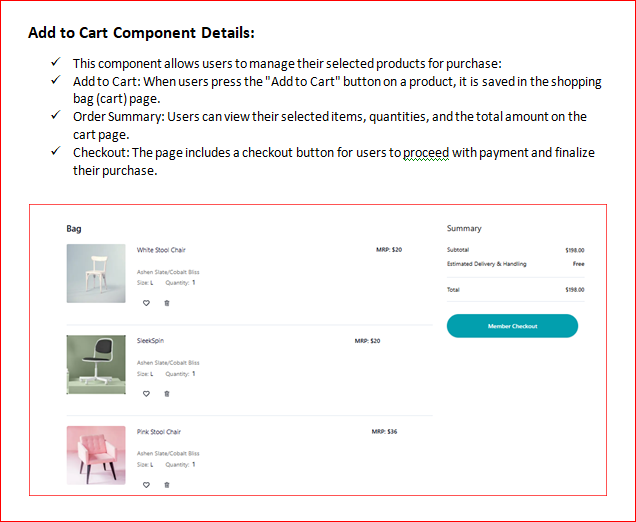 Add to Cart Component Details:
✓ This component allows users to manage their selected products for purchase:
✓ Add to Cart: When users press the "Add to Cart" button on a product, it is saved in the shopping
bag (cart) page.
✓ Order Summary: Users can view their selected items, quantities, and the total amount on the
cart page.
✓ Checkout: The page includes a checkout button for users to proceed with payment and finalize
their purchase.
Bag
White Stool Chair MRP: $20
Ashen Slate/Cobalt Bliss
Size: L Quantity: 1
SleekSpin MRP: $20
Ashen Slate/Cobalt Bliss
Size: L Quantity: 1
Pink Stool Chair MRP: $36
Ashen Slate/Cobalt Bliss
Size: L Quantity: 1
Summary
Subtotal $198.00
Estimated Delivery & Handling Free
Total $198.00
Member Checkout